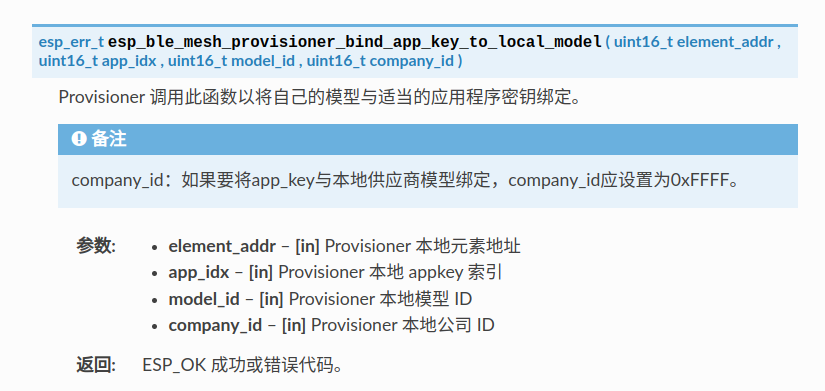 esp_err_t esp_ble_mesh_provisioner_bind_app_key_to_local_model ( uint16_t element_addr ,
uint16_t app_idx , uint16_t model_id , uint16_t company_id )
Provisioner 调用此函数以将自己的模型与适当的应用程序密钥绑定。
备注
company_id：如果要将app_key与本地供应商模型绑定，company_id应设置为0xFFFF。
参数: • element_addr – [in] Provisioner 本地元素地址
• app_idx – [in] Provisioner 本地 appkey 索引
• model_id – [in] Provisioner 本地模型 ID
• company_id – [in] Provisioner 本地公司 ID
返回: ESP_OK 成功或错误代码。